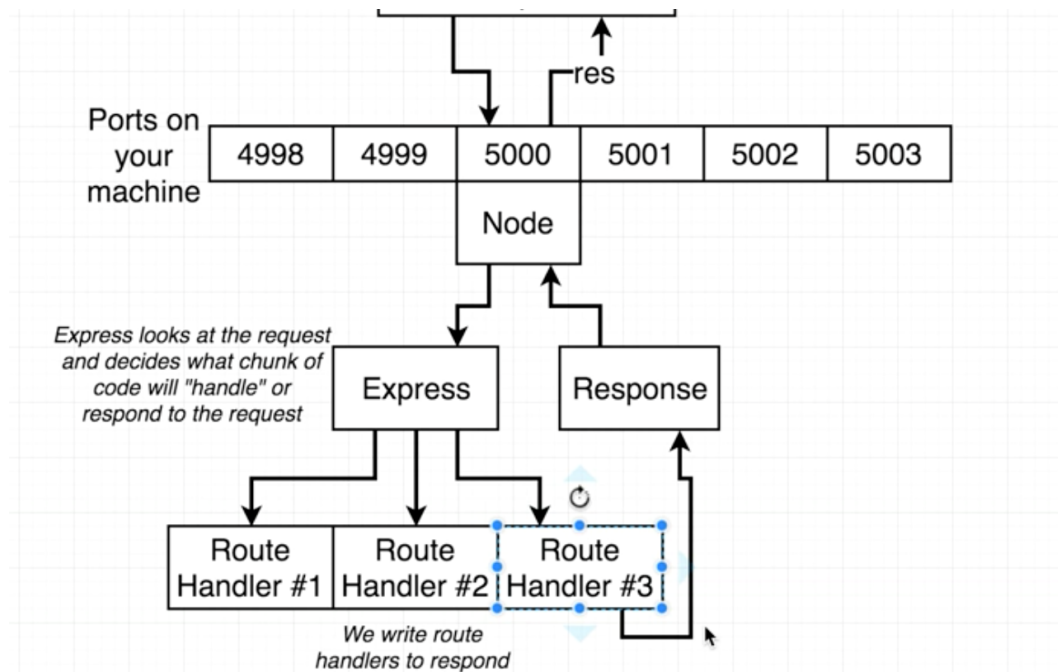 res
Ports on
your
machine
4998 4999 5000 5001 5002 5003
Node
Express looks at the request
and decides what chunk of
code will "handle" or
respond to the request
Express
Response
Route
Handler #1
Route
Handler #2
Route
Handler #3
We write route
handlers to respond